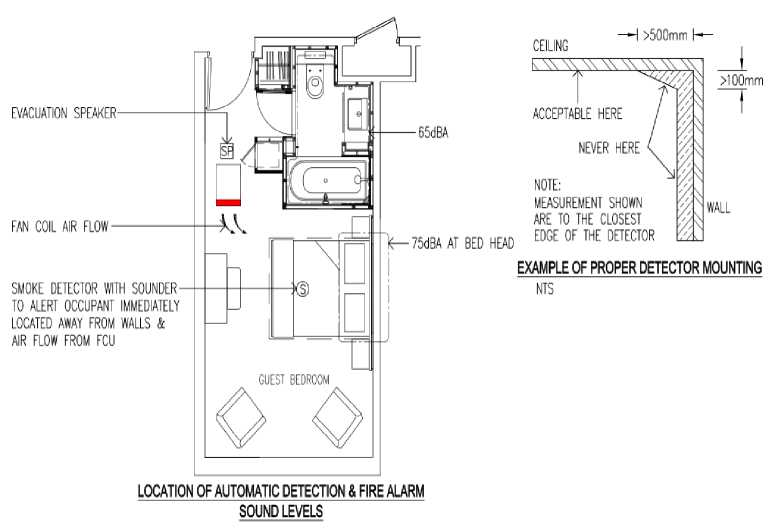 EVACUATION SPEAKER
SP
65dBA
FAN COIL AIR FLOW
75dBA AT BED HEAD
SMOKE DETECTOR WITH SOUNDER
TO ALERT OCCUPANT IMMEDIATELY
LOCATED AWAY FROM WALLS &
AIR FLOW FROM FCU
S
GUEST BEDROOM
LOCATION OF AUTOMATIC DETECTION & FIRE ALARM
SOUND LEVELS
>500mm
CEILING
>100mm
ACCEPTABLE HERE
NEVER HERE
NOTE:
MEASUREMENT SHOWN
ARE TO THE CLOSEST
EDGE OF THE DETECTOR
WALL
EXAMPLE OF PROPER DETECTOR MOUNTING
NTS